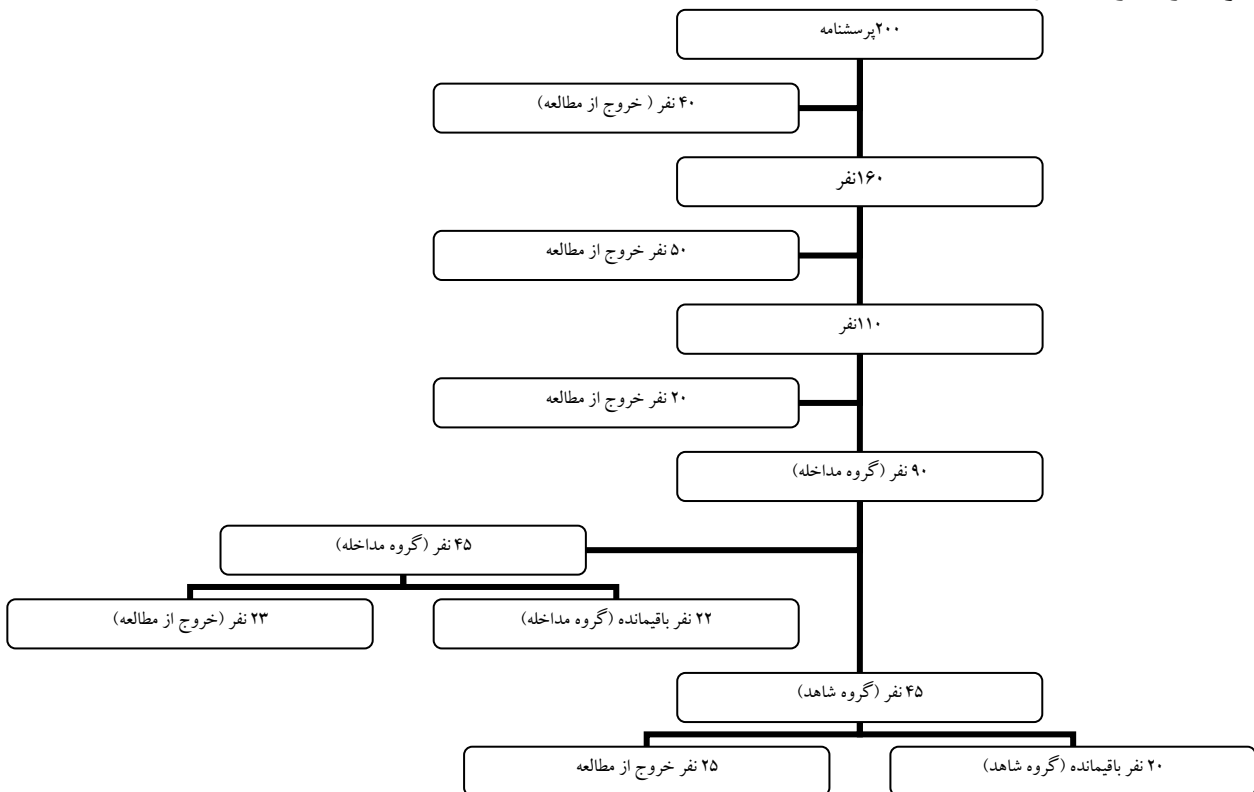 ۲۰۰پرسشنامه
۴۰ نفر ( خروج از مطالعه)
۱۶۰نفر
۵۰ نفر خروج از مطالعه
۱۱۰نفر
۲۰ نفر خروج از مطالعه
۹۰ نفر (گروه مداخله)
۴۵ نفر (گروه مداخله)
۲۲ نفر باقیمانده (گروه مداخله)
۲۳ نفر (خروج از مطالعه)
۴۵ نفر (گروه شاهد)
۲۰ نفر باقیمانده (گروه شاهد)
۲۵ نفر خروج از مطالعه